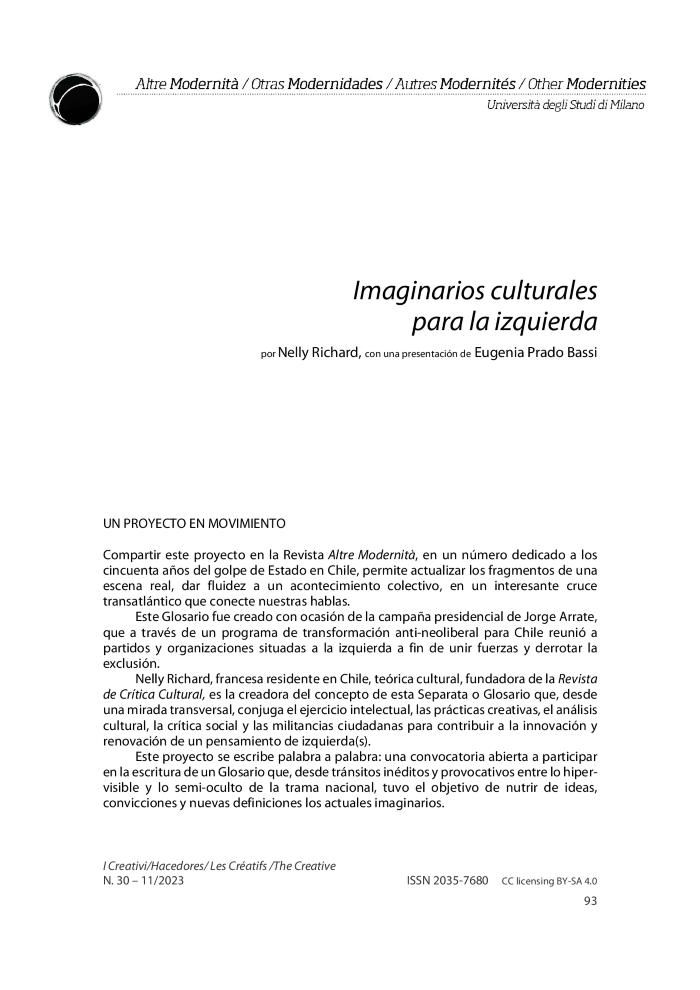 Altre Modernità / Otras Modernidades / Autres Modernités / Other Modernities
Università degli Studi di Milano
Imaginarios culturales
para la izquierda
por Nelly Richard, con una presentación de Eugenia Prado Bassi
UN PROYECTO EN MOVIMIENTO
Compartir este proyecto en la Revista Altre Modernità, en un número dedicado a los
cincuenta años del golpe de Estado en Chile, permite actualizar los fragmentos de una
escena real, dar fluidez a un acontecimiento colectivo, en un interesante cruce
transatlántico que conecte nuestras hablas.
Este Glosario fue creado con ocasión de la campaña presidencial de Jorge Arrate,
que a través de un programa de transformación anti-neoliberal para Chile reunió a
partidos y organizaciones situadas a la izquierda a fin de unir fuerzas y derrotar la
exclusión.
Nelly Richard, francesa residente en Chile, teórica cultural, fundadora de la Revista
de Crítica Cultural, es la creadora del concepto de esta Separata o Glosario que, desde
una mirada transversal, conjuga el ejercicio intelectual, las prácticas creativas, el análisis
cultural, la crítica social y las militancias ciudadanas para contribuir a la innovación y
renovación de un pensamiento de izquierda(s).
Este proyecto se escribe palabra a palabra: una convocatoria abierta a participar
en la escritura de un Glosario que, desde tránsitos inéditos y provocativos entre lo hiper-
visible y lo semi-oculto de la trama nacional, tuvo el objetivo de nutrir de ideas,
convicciones y nuevas definiciones los actuales imaginarios.
I Creativi/Hacedores/ Les Créatifs /The Creative
N. 30 – 11/2023 ISSN 2035-7680 CC licensing BY-SA 4.0
93